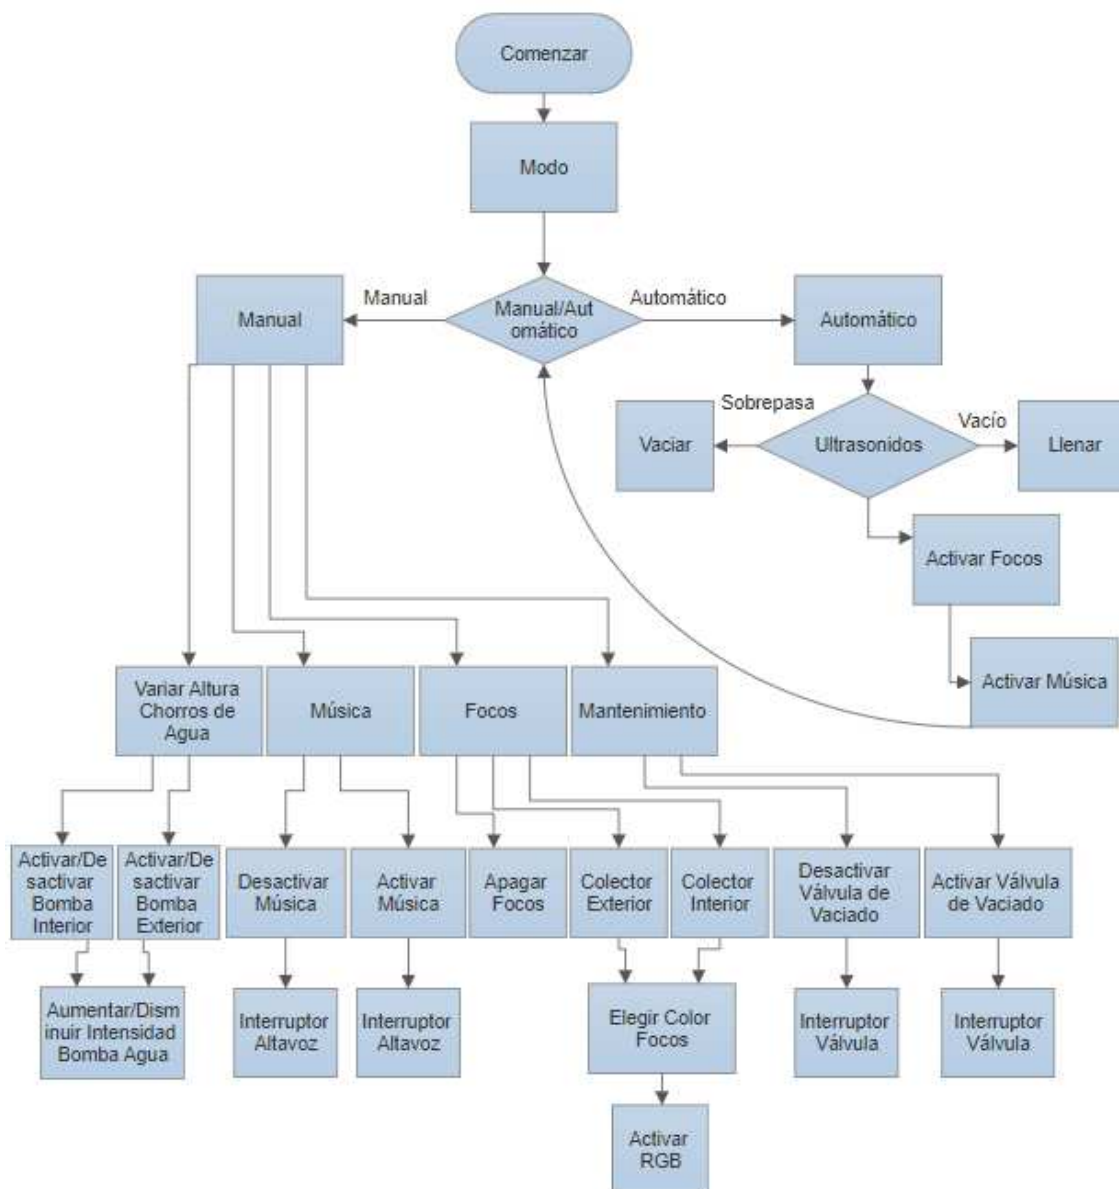 Comenzar
Modo
Manual
Manual/Aut
omático
Automático
Manual
Automático
Sobrepasa
Vacío
Vaciar
Ultrasonidos
Llenar
Activar Focos
Activar Música
Variar Altura
Chorros de
Agua
Música
Focos
Mantenimiento
Activar/De
sactivar
Bomba
Interior
Activar/De
sactivar
Bomba
Exterior
Desactivar
Música
Activar
Música
Apagar
Focos
Colector
Exterior
Colector
Interior
Desactivar
Válvula de
Vaciado
Activar Válvula
de Vaciado
Aumentar/Dism
inuir Intensidad
Bomba Agua
Interruptor
Altavoz
Interruptor
Altavoz
Elegir Color
Focos
Interruptor
Válvula
Interruptor
Válvula
Activar
RGB